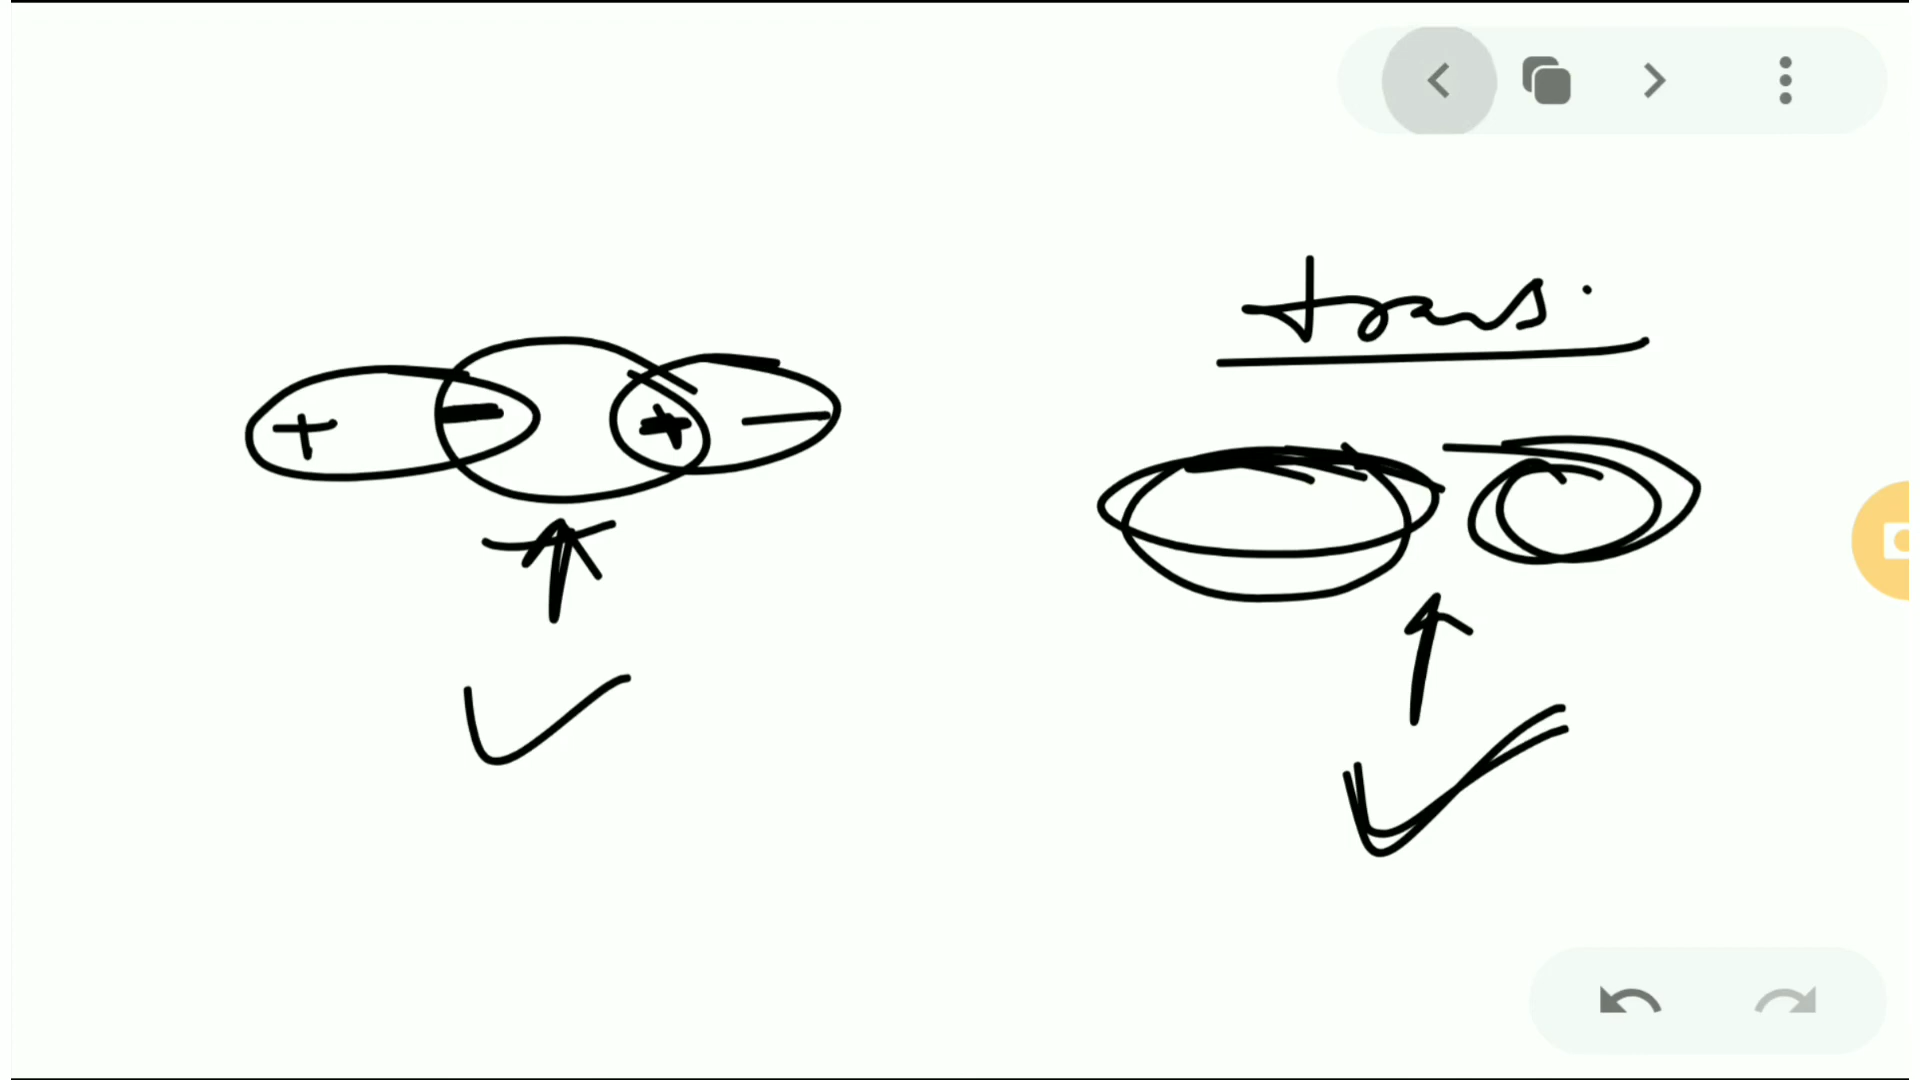 trans.
+ - + -